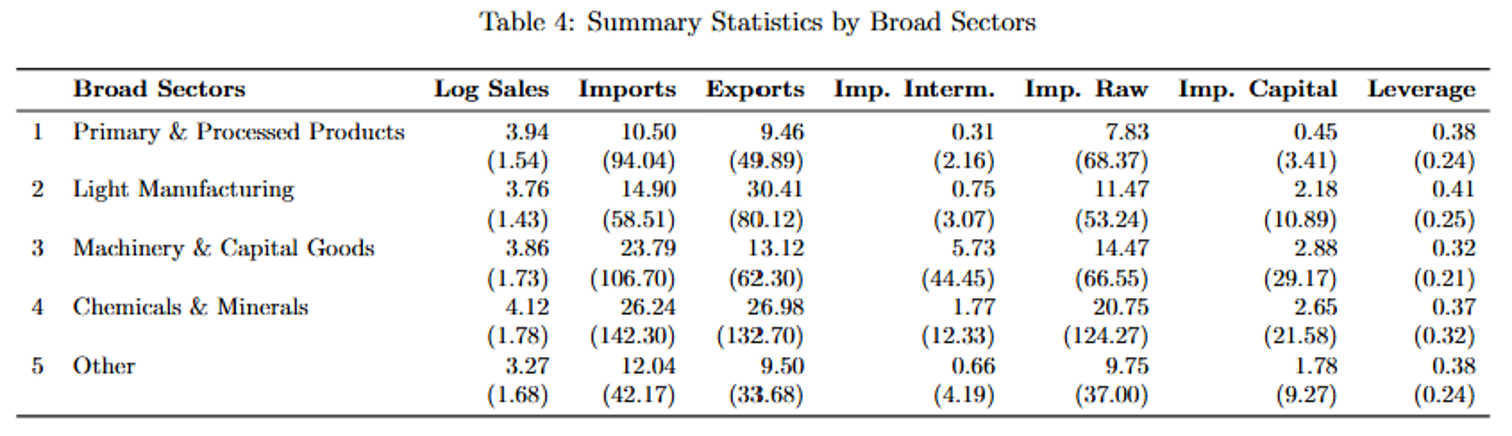 Table 4: Summary Statistics by Broad Sectors
Broad Sectors Log Sales Imports Exports Imp. Interm. Imp. Raw Imp. Capital Leverage
1 Primary & Processed Products 3.94 10.50 9.46 0.31 7.83 0.45 0.38
(1.54) (94.04) (49.89) (2.16) (68.37) (3.41) (0.24)
2 Light Manufacturing 3.76 14.90 30.41 0.75 11.47 2.18 0.41
(1.43) (58.51) (80.12) (3.07) (53.24) (10.89) (0.25)
3 Machinery & Capital Goods 3.86 23.79 13.12 5.73 14.47 2.88 0.32
(1.73) (106.70) (62.30) (44.45) (66.55) (29.17) (0.21)
4 Chemicals & Minerals 4.12 26.24 26.98 1.77 20.75 2.65 0.37
(1.78) (142.30) (132.70) (12.33) (124.27) (21.58) (0.32)
5 Other 3.27 12.04 9.50 0.66 9.75 1.78 0.38
(1.68) (42.17) (33.68) (4.19) (37.00) (9.27) (0.24)